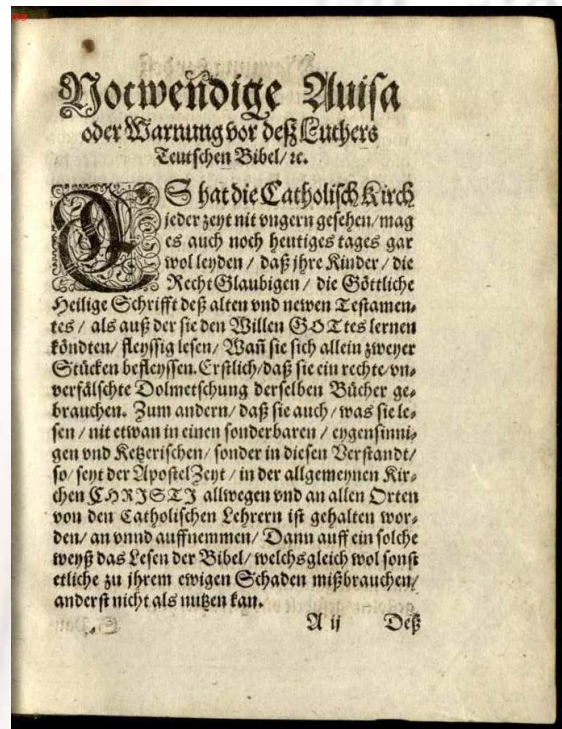 Notwendige Auisa
oder Warnung vor deß Luthers
Teutschen Bibel/ ꝛc.
ES hat die Catholisch Kirch
jeder zeyt nit vngern gesehen/ mag
es auch noch heutiges tages gar
wol leyden / daß jhre Kinder / die
Recht Glaubigen / die Göttliche
Heilige Schrifft deß alten vnd newen Testamen⸗
tes / als auß der sie den Willen GOTtes lernen
köndten/ fleyssig lesen/ Wañ sie sich allein zweyer
Stücken befleyssen. Erstlich/ daß sie ein rechte/ vn⸗
verfälschte Dolmetschung derselben Bücher ge⸗
brauchen. Zum andern/ daß sie auch/ was sie le⸗
sen / nit etwan in einen sonderbaren / eygensinni⸗
gen vnd Ketzerischen/ sonder in diesen Verstandt/
so/ seyt der Apostel Zeyt / in der allgemeynen Kir⸗
chen CHRISTI allwegen vnd an allen Orten
von den Catholischen Lehrern ist gehalten wor⸗
den/ an vnnd auffnemmen/ Dann auff ein solche
weyß das Lesen der Bibel/ welchs gleich wol sonst
etliche zu jhrem ewigen Schaden mißbrauchen/
anderst nicht als nutzen kan.
A ij Deß